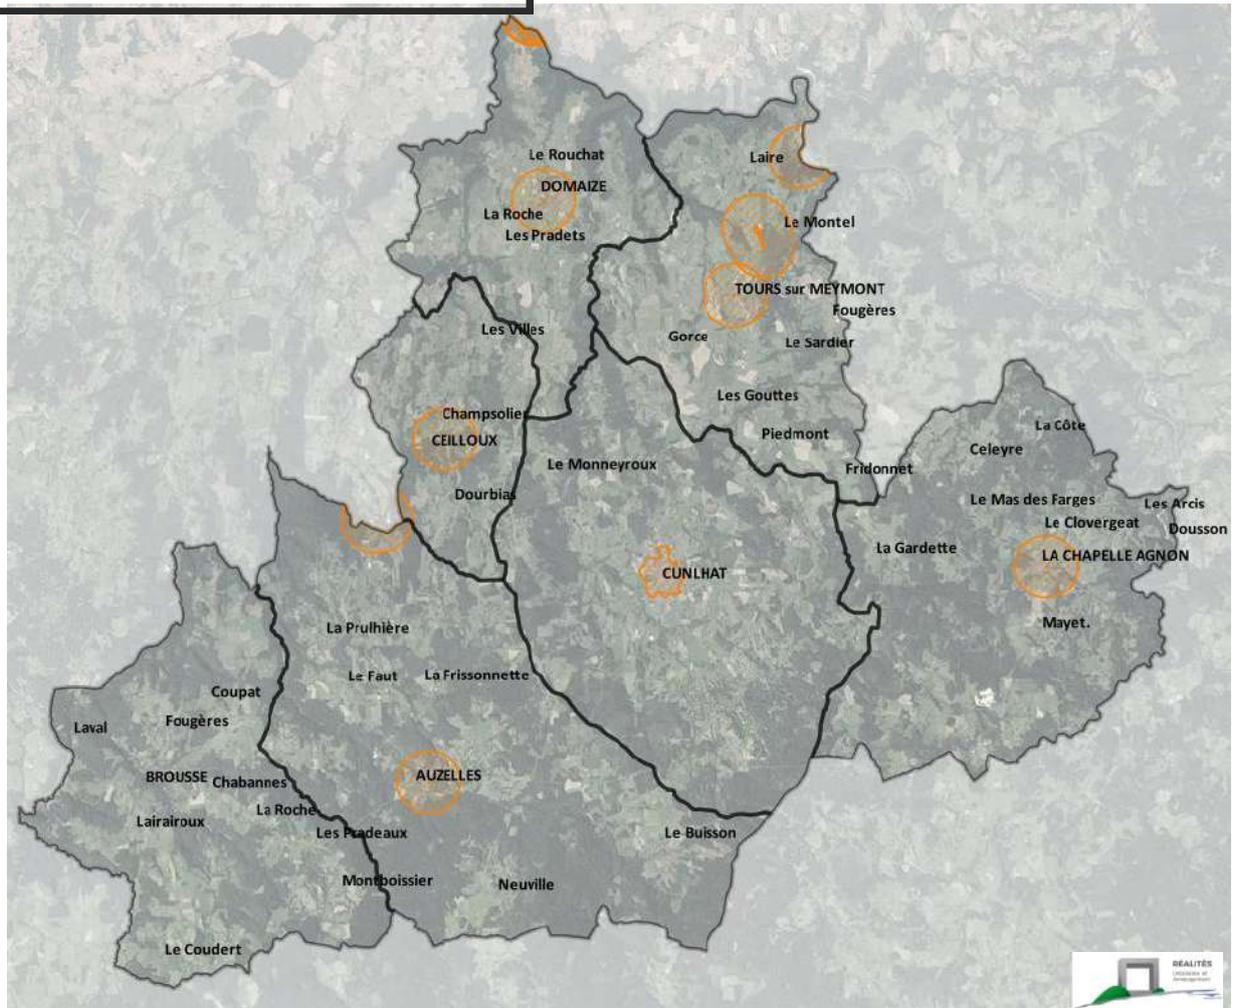 Le Rouchat
Laire
DOMAIZE
La Roche
Le Montel
Les Pradets
TOURS sur MEYMONT
Fougères
Les Villes
Gorce
Le Sardier
Les Gouttes
Champsolier
La Côte
CEILLOUX
Piedmont
Celeyre
Le Monneyroux
Fridonnet
Dourbias
Le Mas des Farges
Les Arcis
Le Clovergeat
Dousson
La Gardette
LA CHAPELLE AGNON
CUNLHAT
Mayet.
La Prulhière
Le Faut
La Frissonnette
Coupat
Fougères
Laval
BROUSSE
Chabannes
AUZELLES
La Roche
Lairairoux
Les Pradeaux
Le Buisson
Montboissier
Neuville
Le Coudert
RÉALITÉS
Urbanisme et
Aménagement